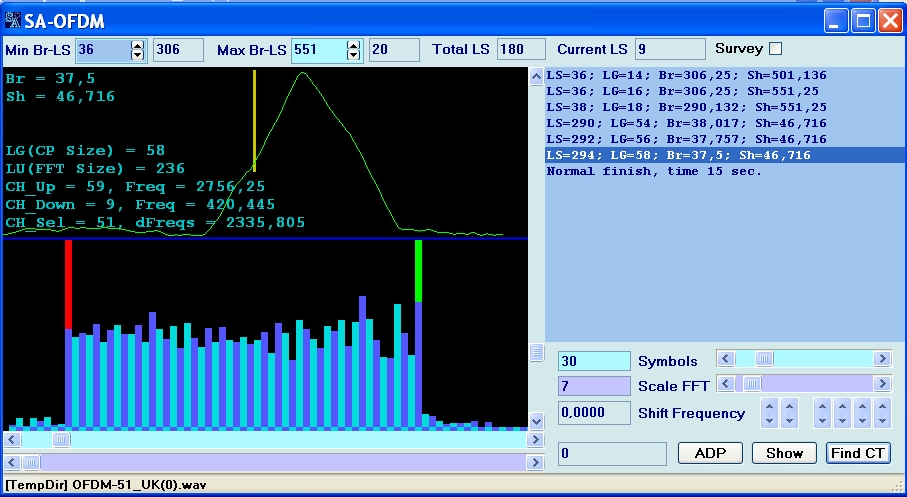 SA-OFDM
Min Br-LS 36 306 Max Br-LS 551 20 Total LS 180 Current LS 9 Survey
Br = 37,5
Sh = 46,716
LG(CP Size) = 58
LU(FFT Size) = 236
CH_Up = 59, Freq = 2756,25
CH_Down = 9, Freq = 420,445
CH_Sel = 51, dFreqs = 2335,805
LS=36; LG=14; Br=306,25; Sh=501,136
LS=36; LG=16; Br=306,25; Sh=551,25
LS=38; LG=18; Br=290,132; Sh=551,25
LS=290; LG=54; Br=38,017; Sh=46,716
LS=292; LG=56; Br=37,757; Sh=46,716
LS=294; LG=58; Br=37,5; Sh=46,716
Normal finish, time 15 sec.
30 Symbols
7 Scale FFT
0,0000 Shift Frequency
0 ADP Show Find CT
[TempDir] OFDM-51_UK(0).wav